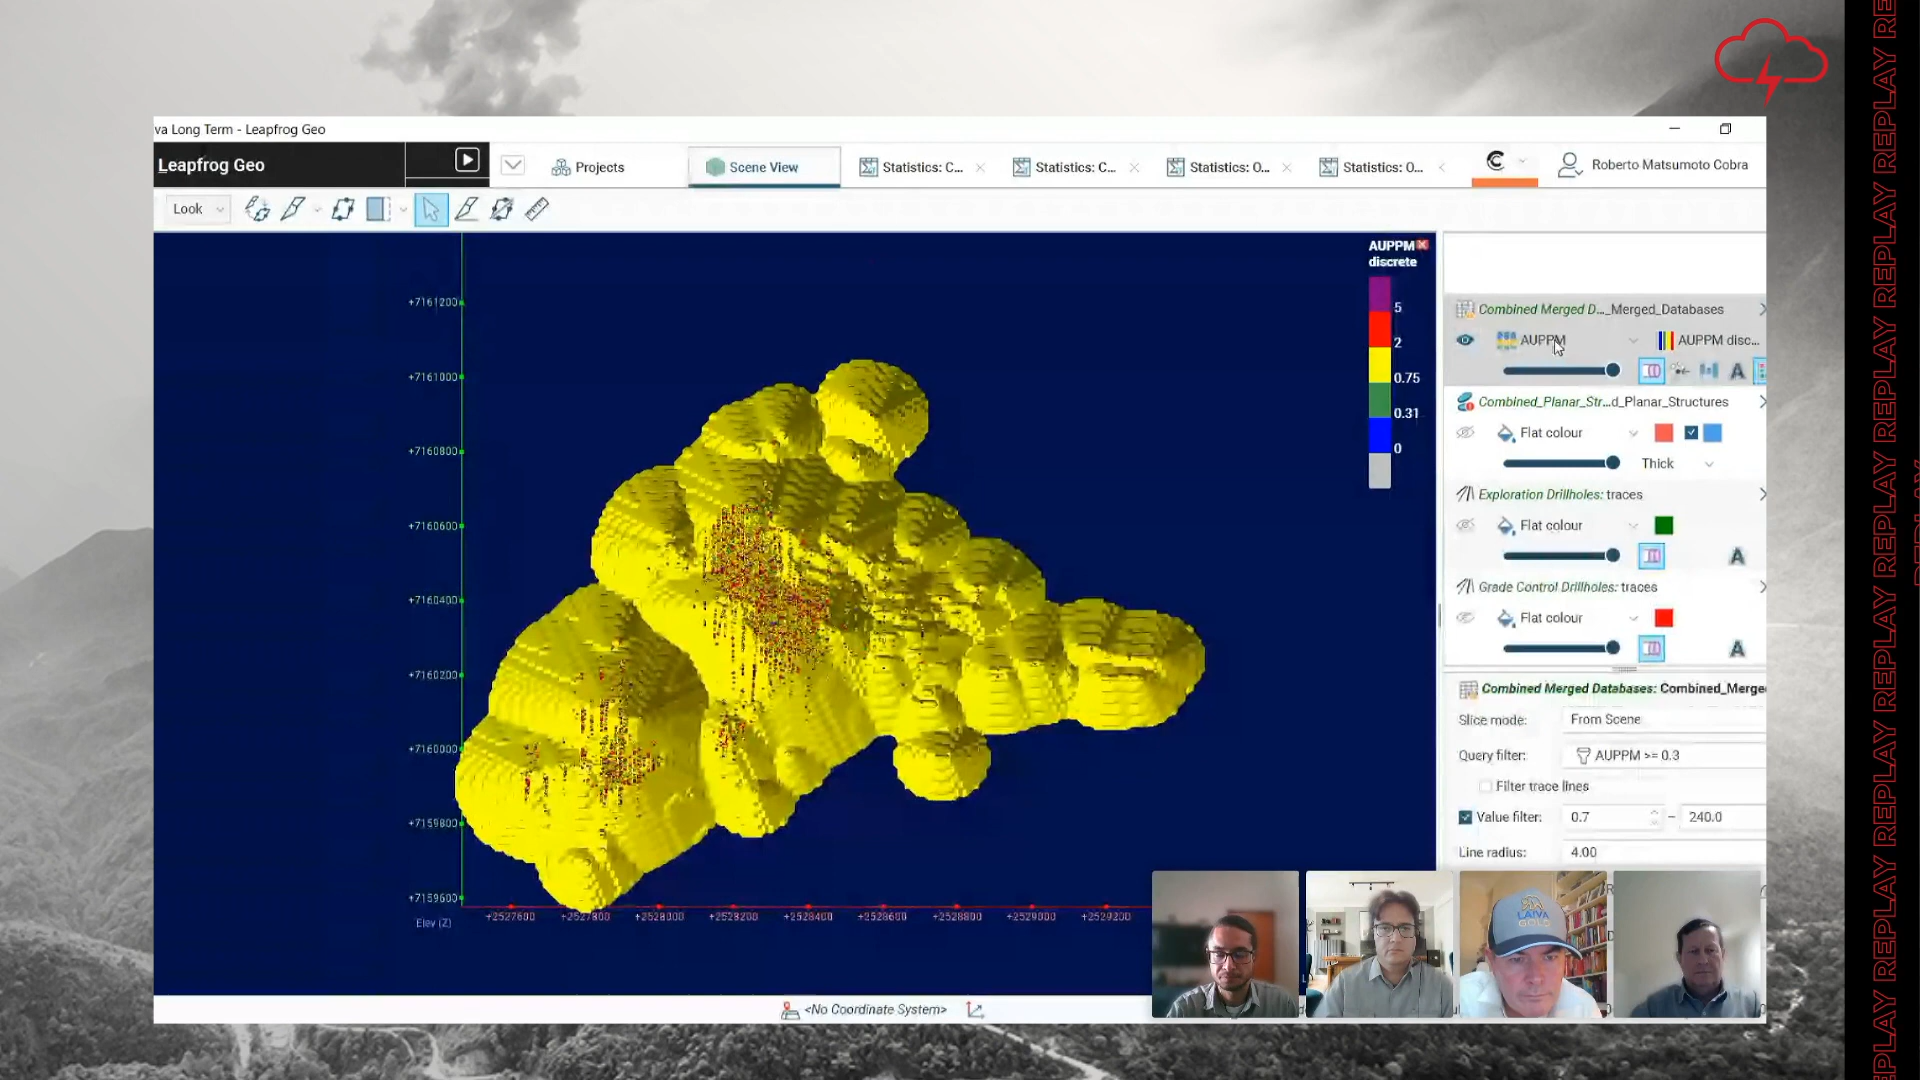 va Long Term - Leapfrog Geo
Leapfrog Geo
Projects
Scene View
Statistics: C...
Statistics: C...
Statistics: O...
Statistics: O...
Roberto Matsumoto Cobra
Look
AUPPM
discrete
5
2
0.75
0.31
0
+7161200
+7161000
+7160800
+7160600
+7160400
+7160200
+7160000
+7159800
+7159600
Elev (Z)
+2527600
+2527800
+2528000
+2528200
+2528400
+2528600
+2528800
+2529000
+2529200
Combined Merged D..._Merged_Databases
AUPPM
AUPPM disc...
Combined_Planar_Str...d_Planar_Structures
Flat colour
Thick
Exploration Drillholes: traces
Flat colour
Grade Control Drillholes: traces
Flat colour
Combined Merged Databases: Combined_Merge
Slice mode:
From Scene
Query filter:
AUPPM >= 0.3
Filter trace lines
Value filter:
0.7
–
240.0
Line radius:
4.00
<No Coordinate System>
LAIVA
GOLD
REPLAY REPLAY REPLAY REPLAY REPLAY REPLAY REPLAY REPLAY